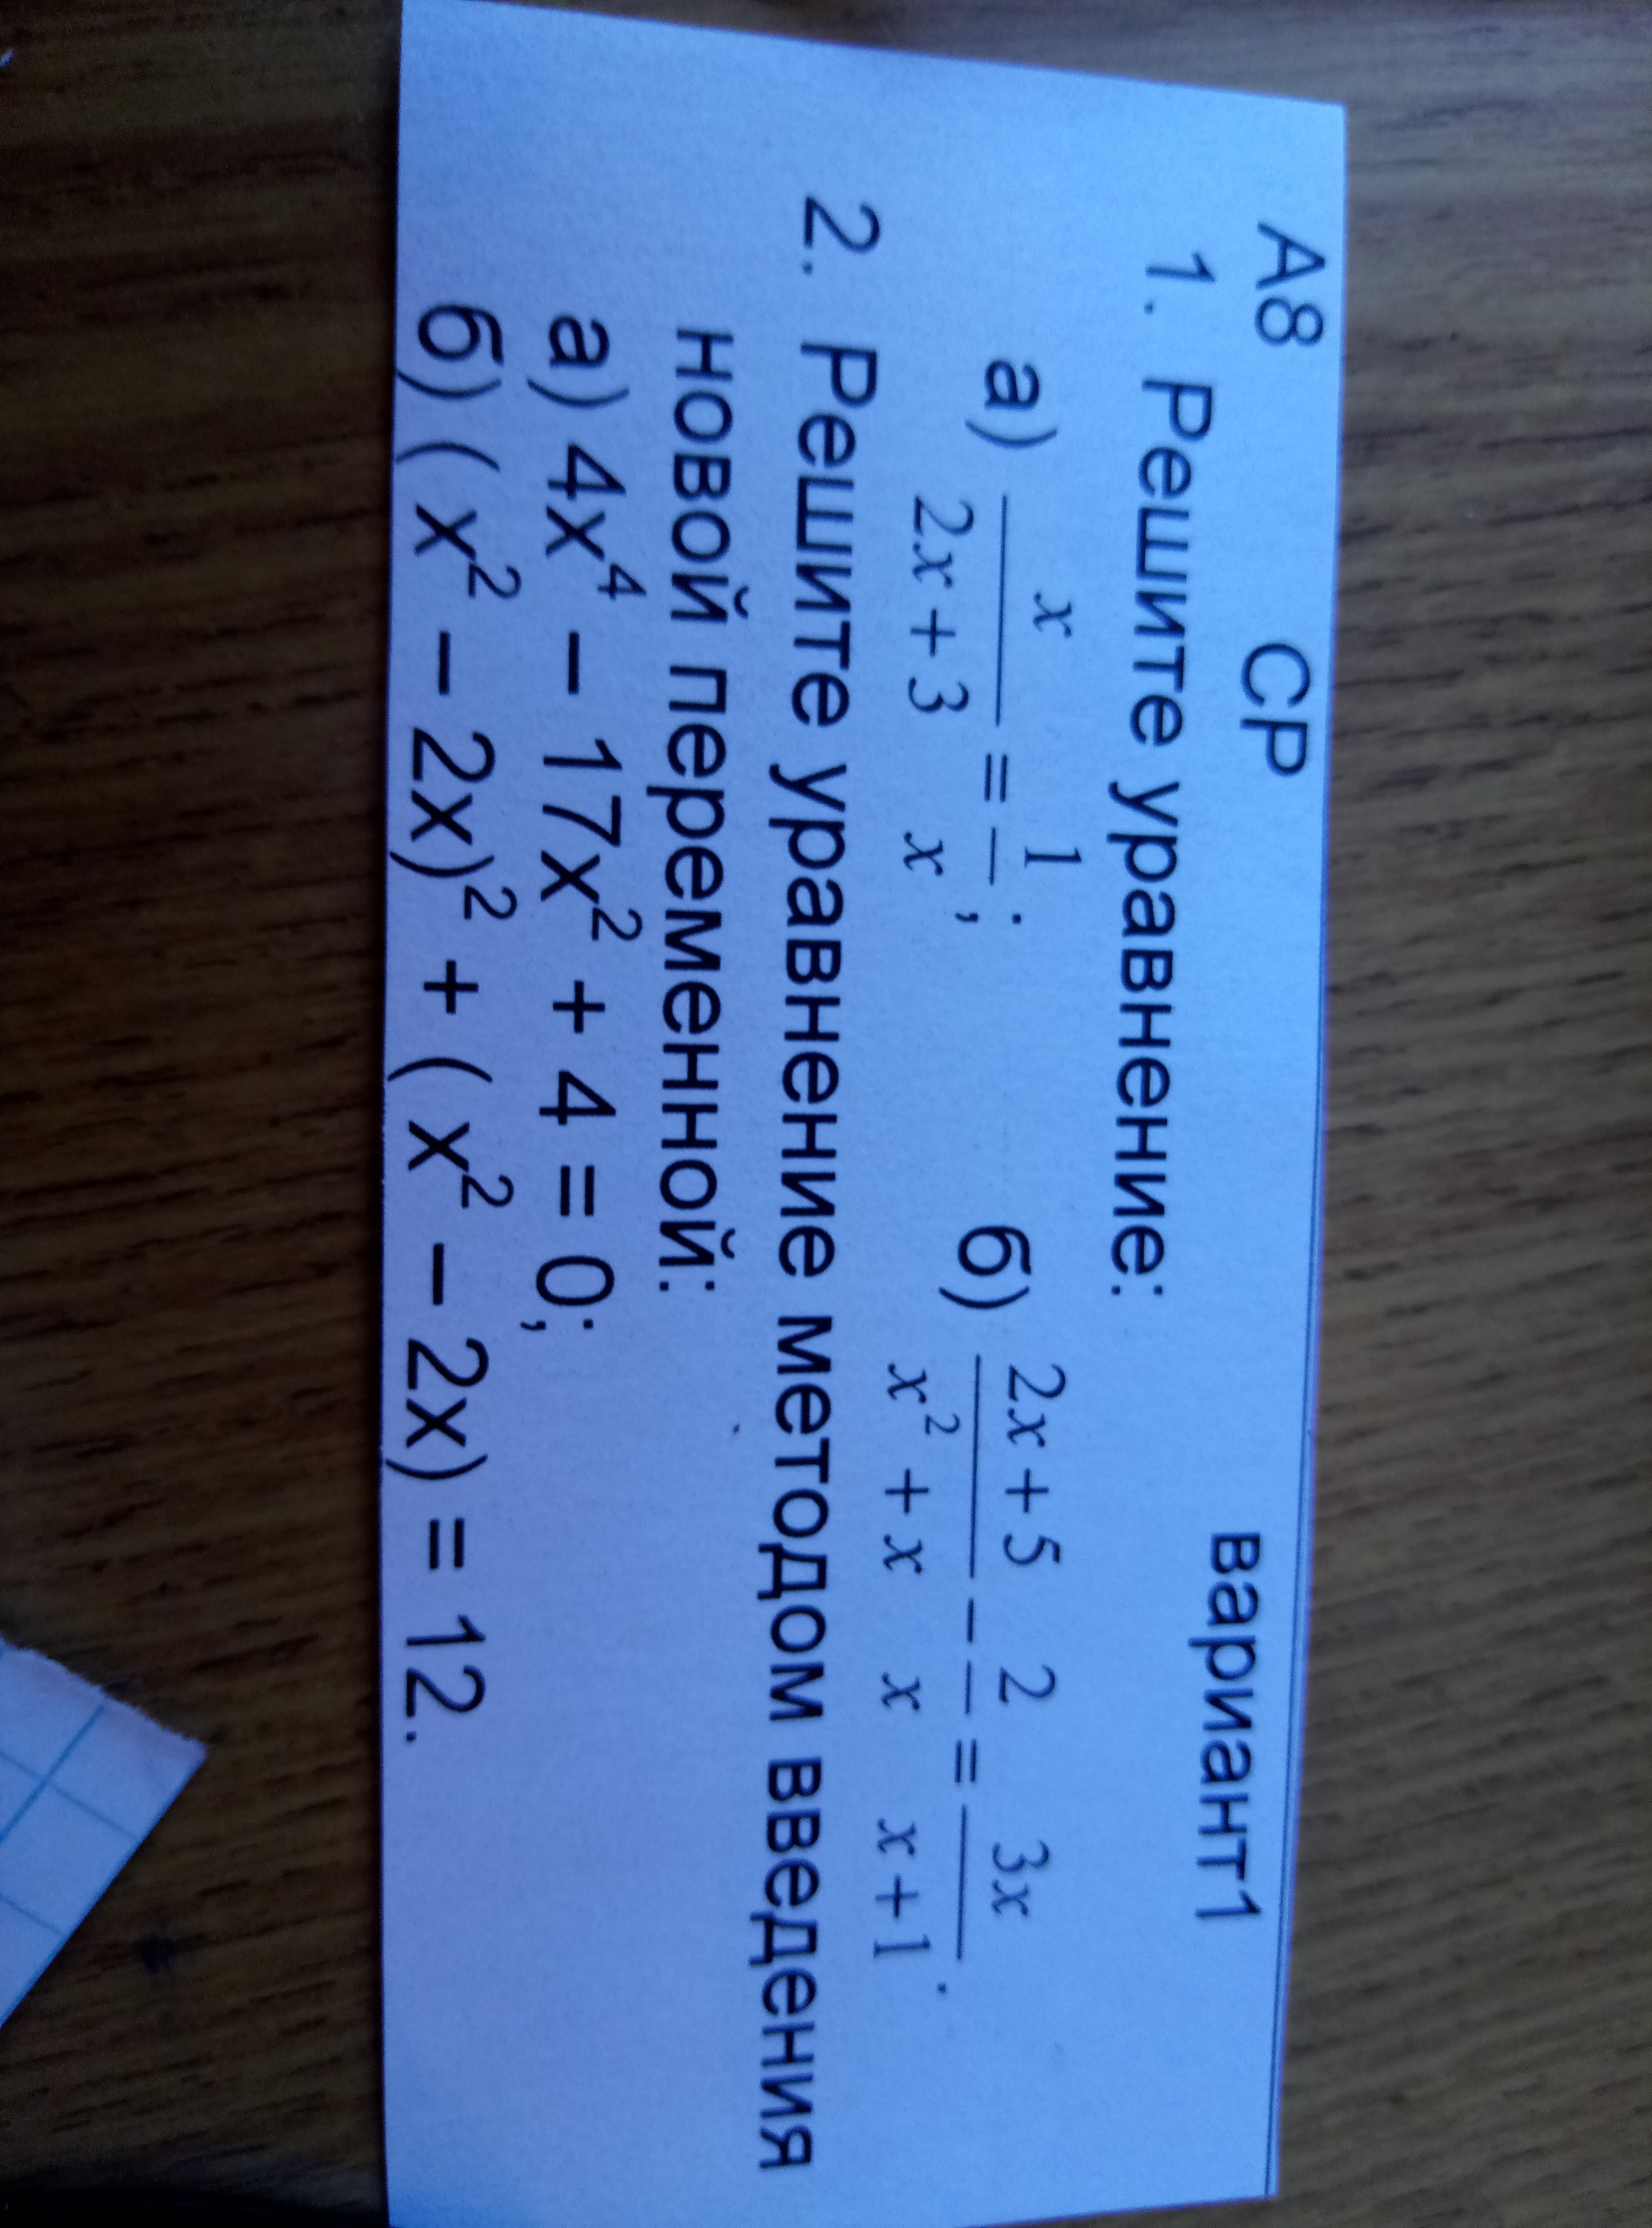 А8 СР вариант1
1. Решите уравнение:
а) x/(2x+3) = 1/x; б) (2x+5)/(x²+x) − 2/x = 3x/(x+1).
2. Решите уравнение методом введения
новой переменной:
а) 4x⁴ – 17x² + 4 = 0;
б) ( x² – 2x)² + ( x² – 2x) = 12.